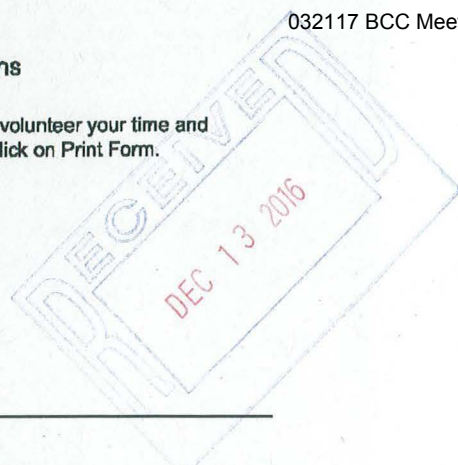 032117 BCC Mee
ns
volunteer your time and
lick on Print Form.
RECEIVED
DEC 13 2016